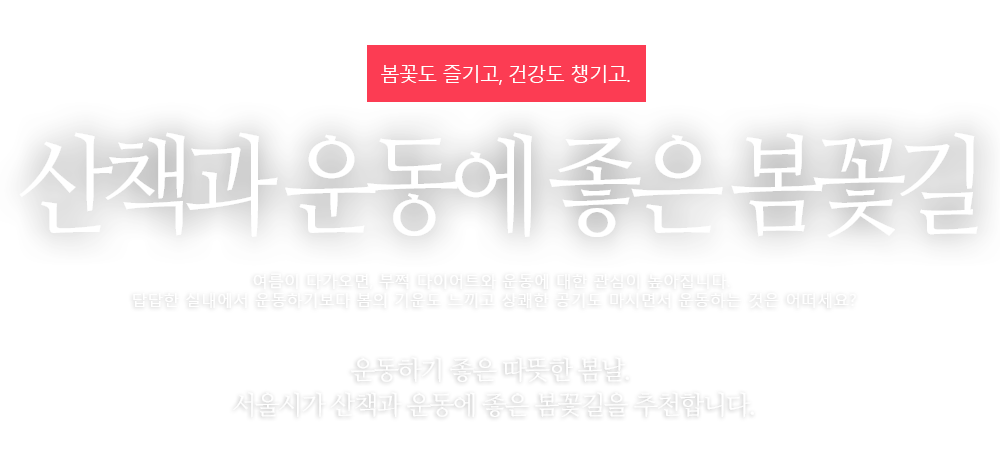 봄꽃도 즐기고, 건강도 챙기고.
산책과 운동에 좋은 봄꽃길
여름이 다가오면, 부쩍 다이어트와 운동에 대한 관심이 높아집니다.
답답한 실내에서 운동하기보다 봄의 기운도 느끼고 상쾌한 공기도 마시면서 운동하는 것은 어떠세요?
운동하기 좋은 따뜻한 봄날.
서울시가 산책과 운동에 좋은 봄꽃길을 추천합니다.